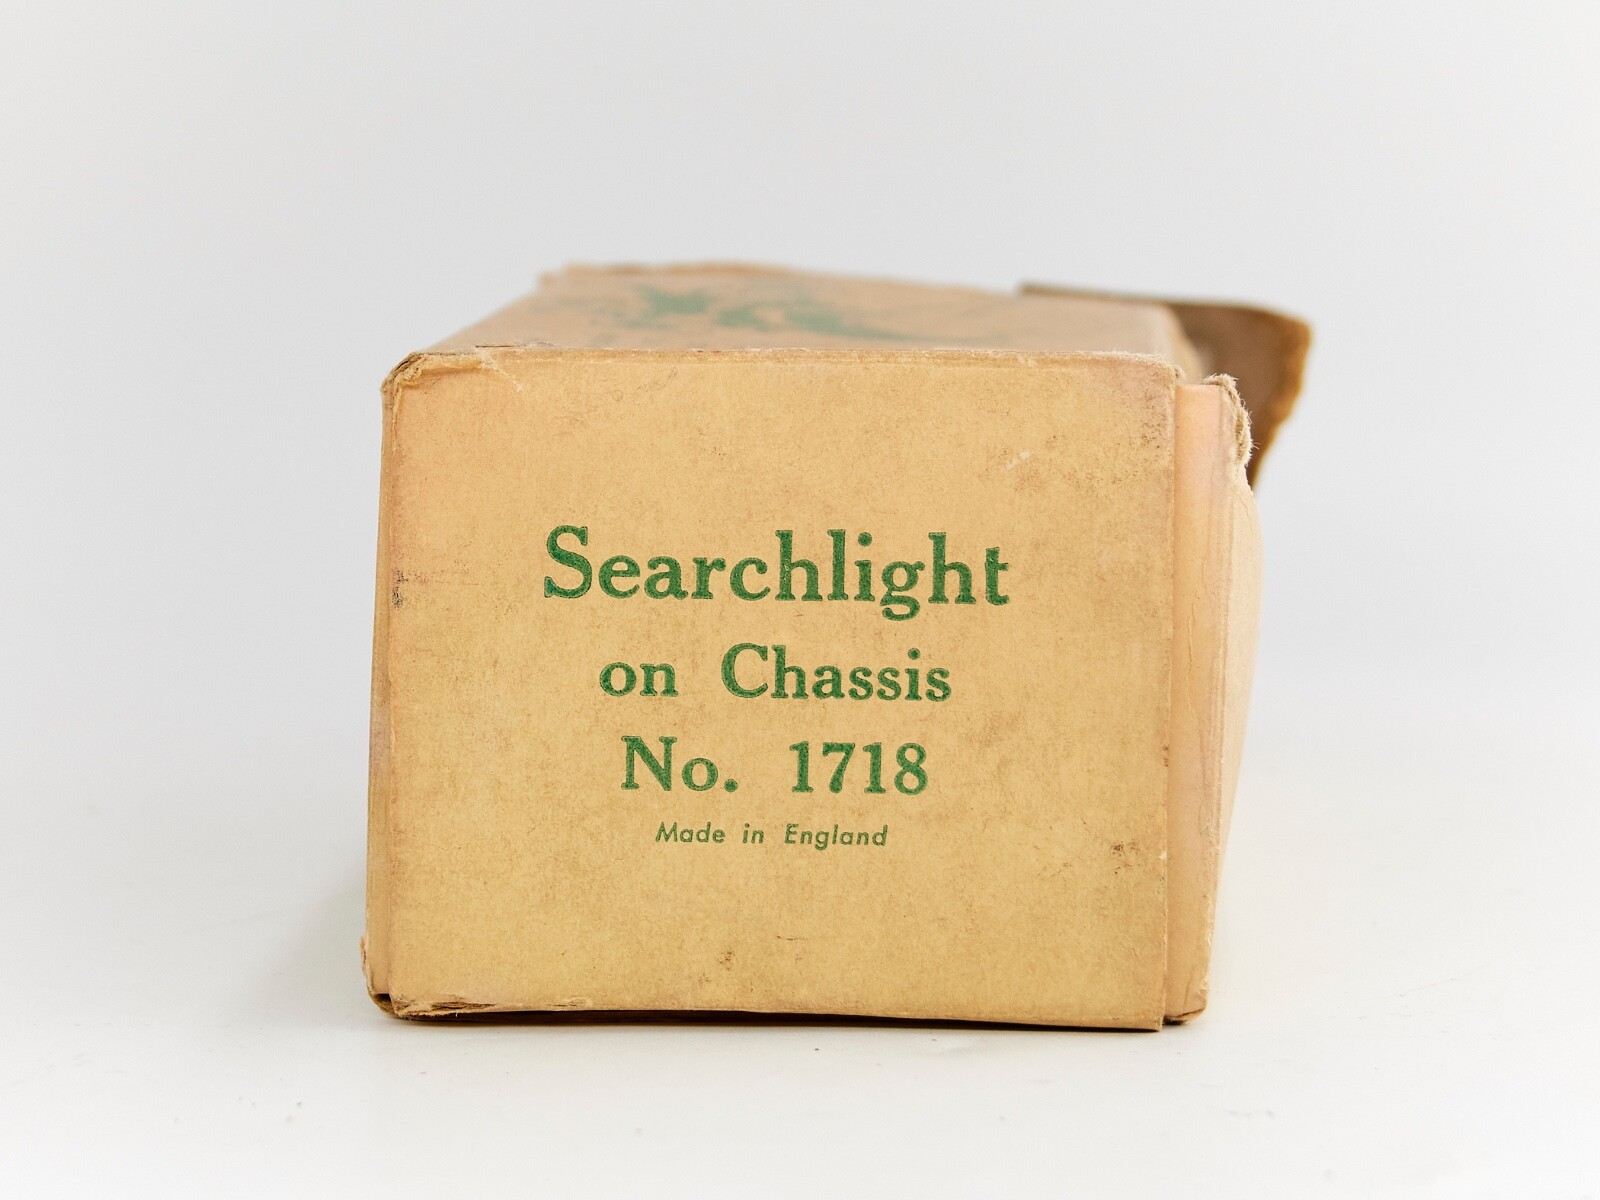 Searchlight
on Chassis
No. 1718
Made in England